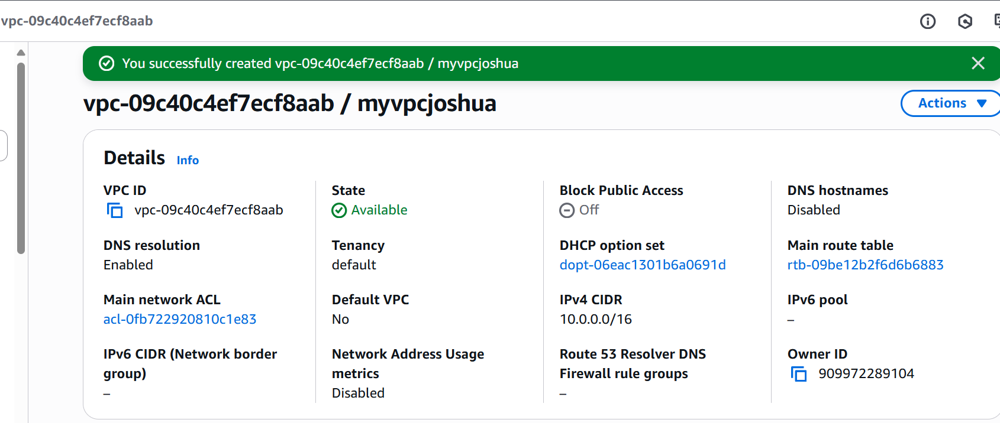 vpc-09c40c4ef7ecf8aab
You successfully created vpc-09c40c4ef7ecf8aab / myvpcjoshua
vpc-09c40c4ef7ecf8aab / myvpcjoshua
Actions
Details Info
VPC ID
vpc-09c40c4ef7ecf8aab
State
Available
Block Public Access
Off
DNS hostnames
Disabled
DNS resolution
Enabled
Tenancy
default
DHCP option set
dopt-06eac1301b6a0691d
Main route table
rtb-09be12b2f6d6b6883
Main network ACL
acl-0fb722920810c1e83
Default VPC
No
IPv4 CIDR
10.0.0.0/16
IPv6 pool
–
IPv6 CIDR (Network border
group)
–
Network Address Usage
metrics
Disabled
Route 53 Resolver DNS
Firewall rule groups
–
Owner ID
909972289104